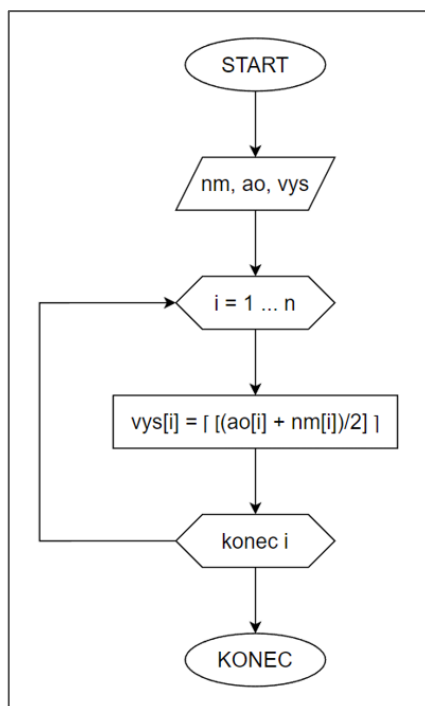 START
nm, ao, vys
i = 1 ... n
vys[i] = ⌈ [(ao[i] + nm[i])/2] ⌉
konec i
KONEC